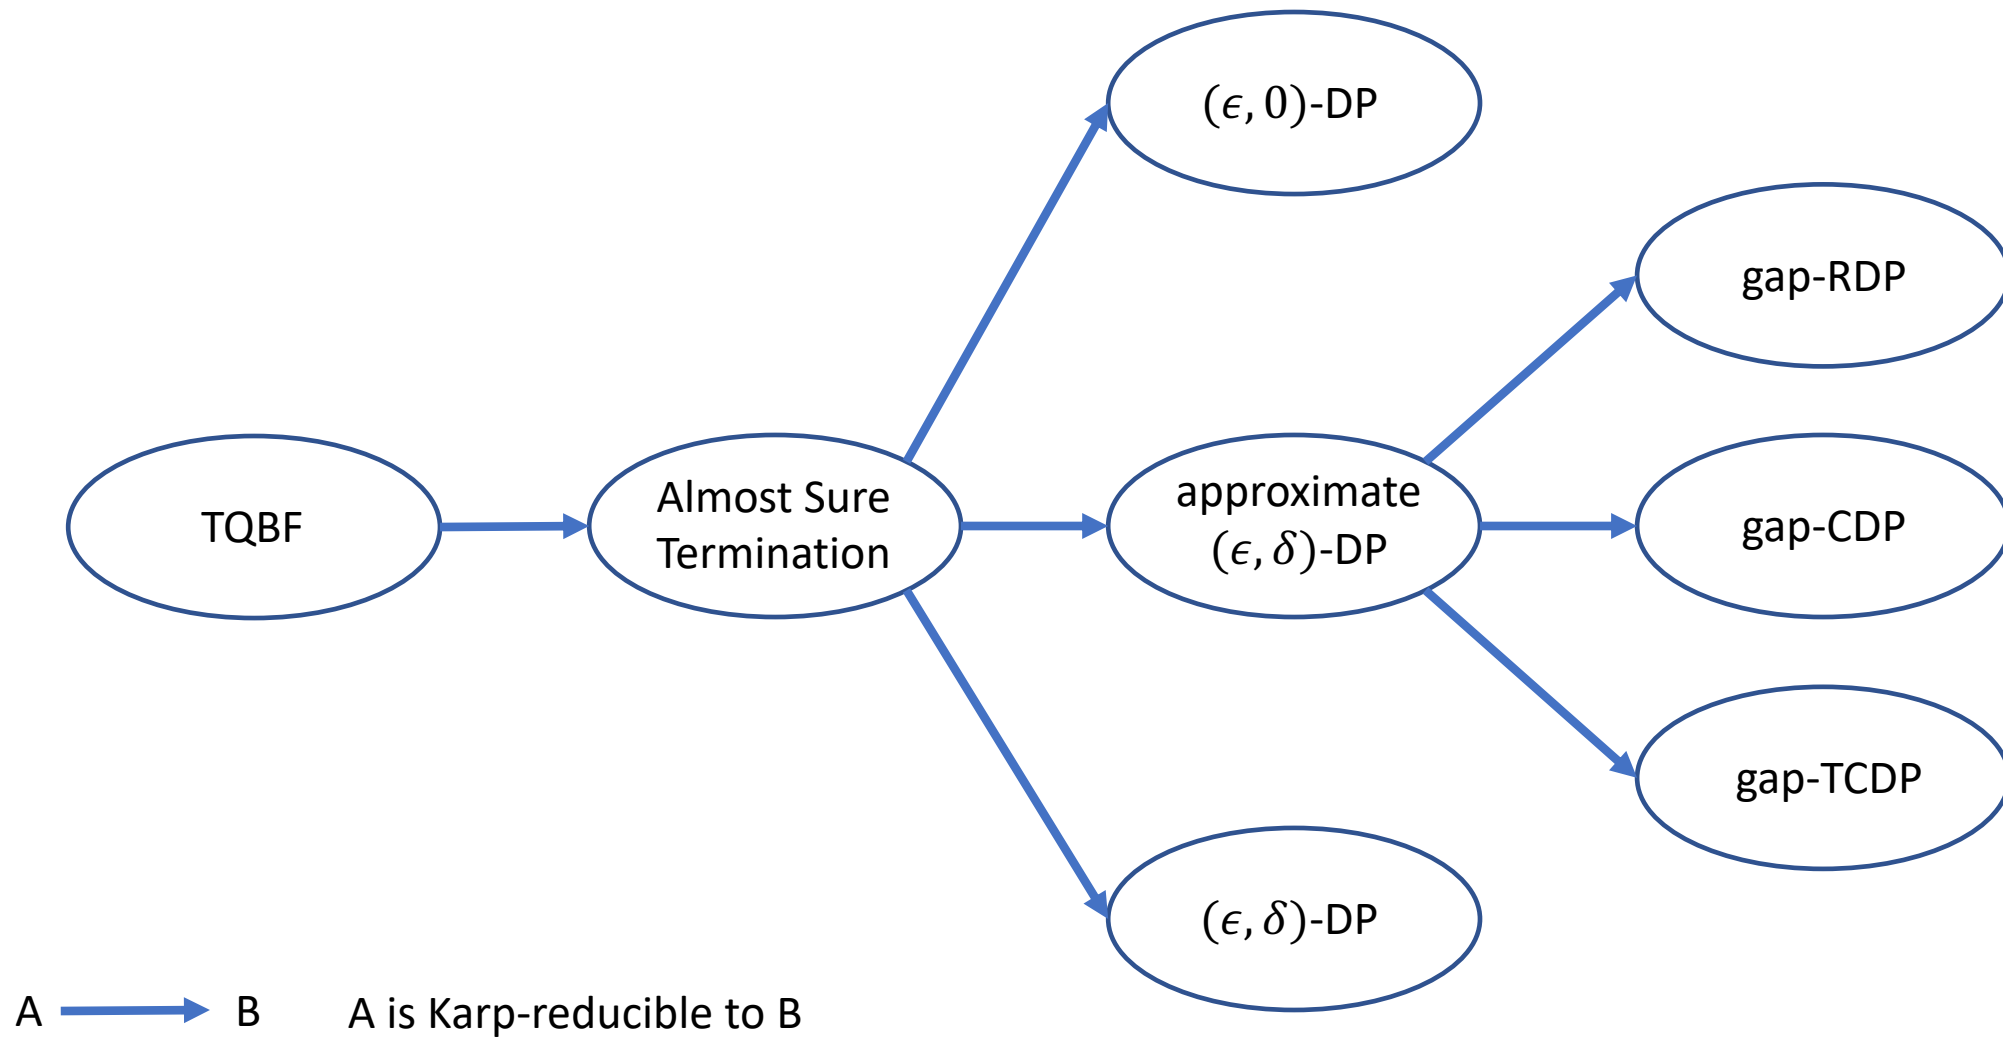 (ϵ, 0)-DP
gap-RDP
TQBF
Almost Sure
Termination
approximate
(ϵ, δ)-DP
gap-CDP
gap-TCDP
(ϵ, δ)-DP
A B A is Karp-reducible to B